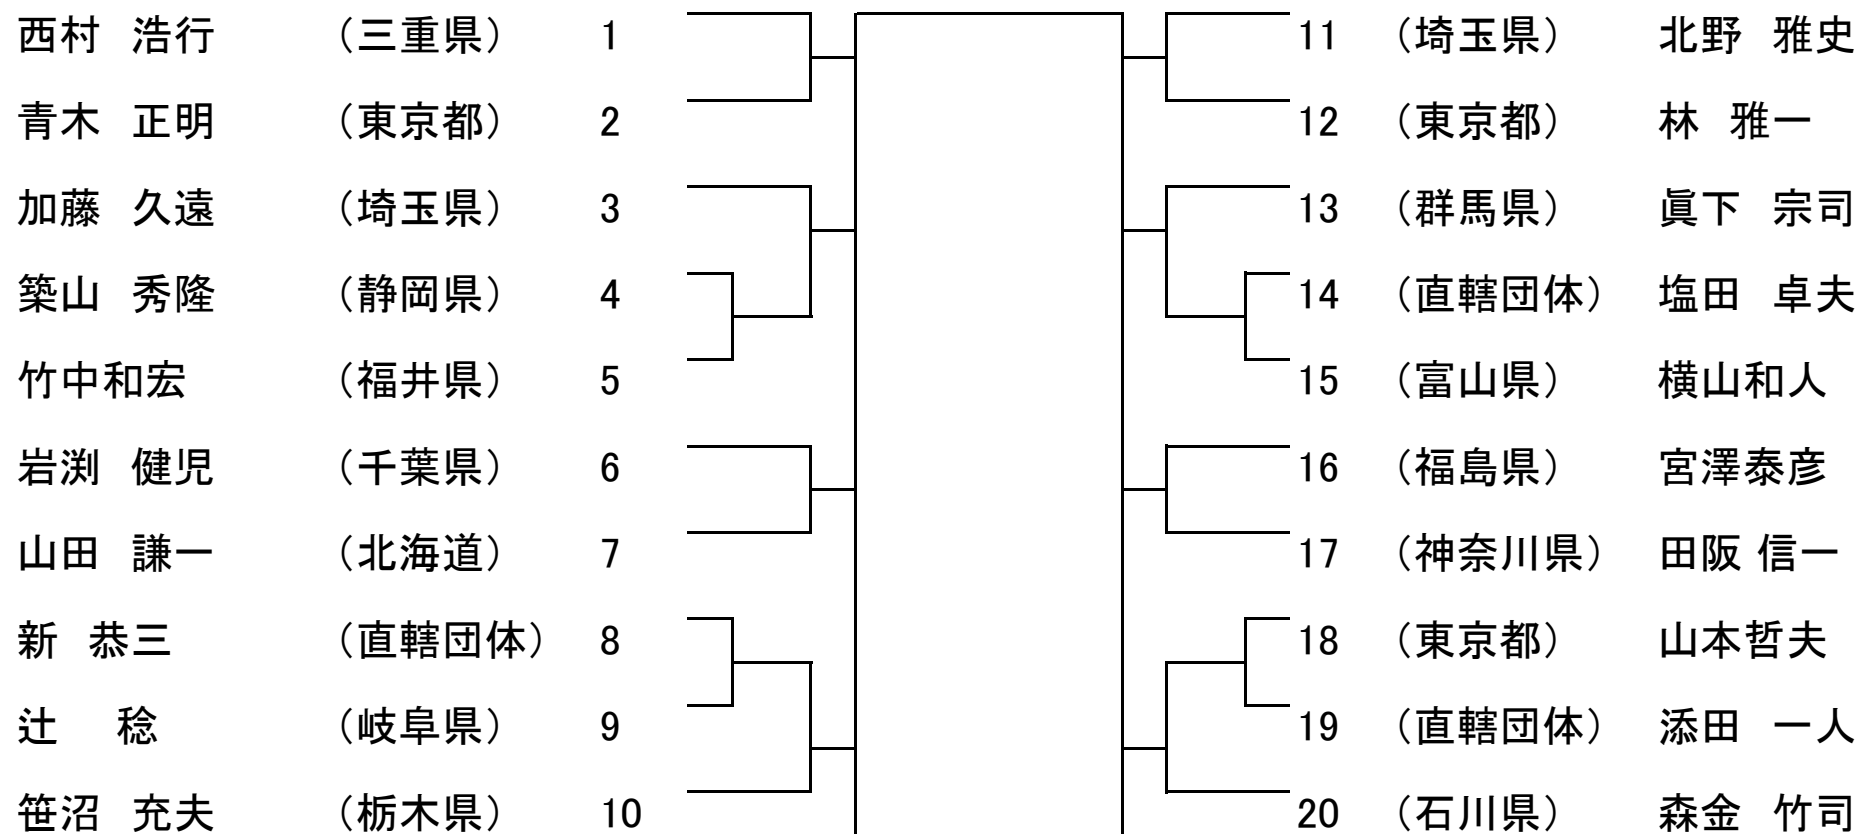 西村 浩行 （三重県） 1 11 （埼玉県） 北野 雅史
青木 正明 （東京都） 2 12 （東京都） 林 雅一
加藤 久遠 （埼玉県） 3 13 （群馬県） 眞下 宗司
築山 秀隆 （静岡県） 4 14 （直轄団体） 塩田 卓夫
竹中和宏 （福井県） 5 15 （富山県） 横山和人
岩渕 健児 （千葉県） 6 16 （福島県） 宮澤泰彦
山田 謙一 （北海道） 7 17 （神奈川県） 田阪 信一
新 恭三 （直轄団体） 8 18 （東京都） 山本哲夫
辻 稔 （岐阜県） 9 19 （直轄団体） 添田 一人
笹沼 充夫 （栃木県） 10 20 （石川県） 森金 竹司